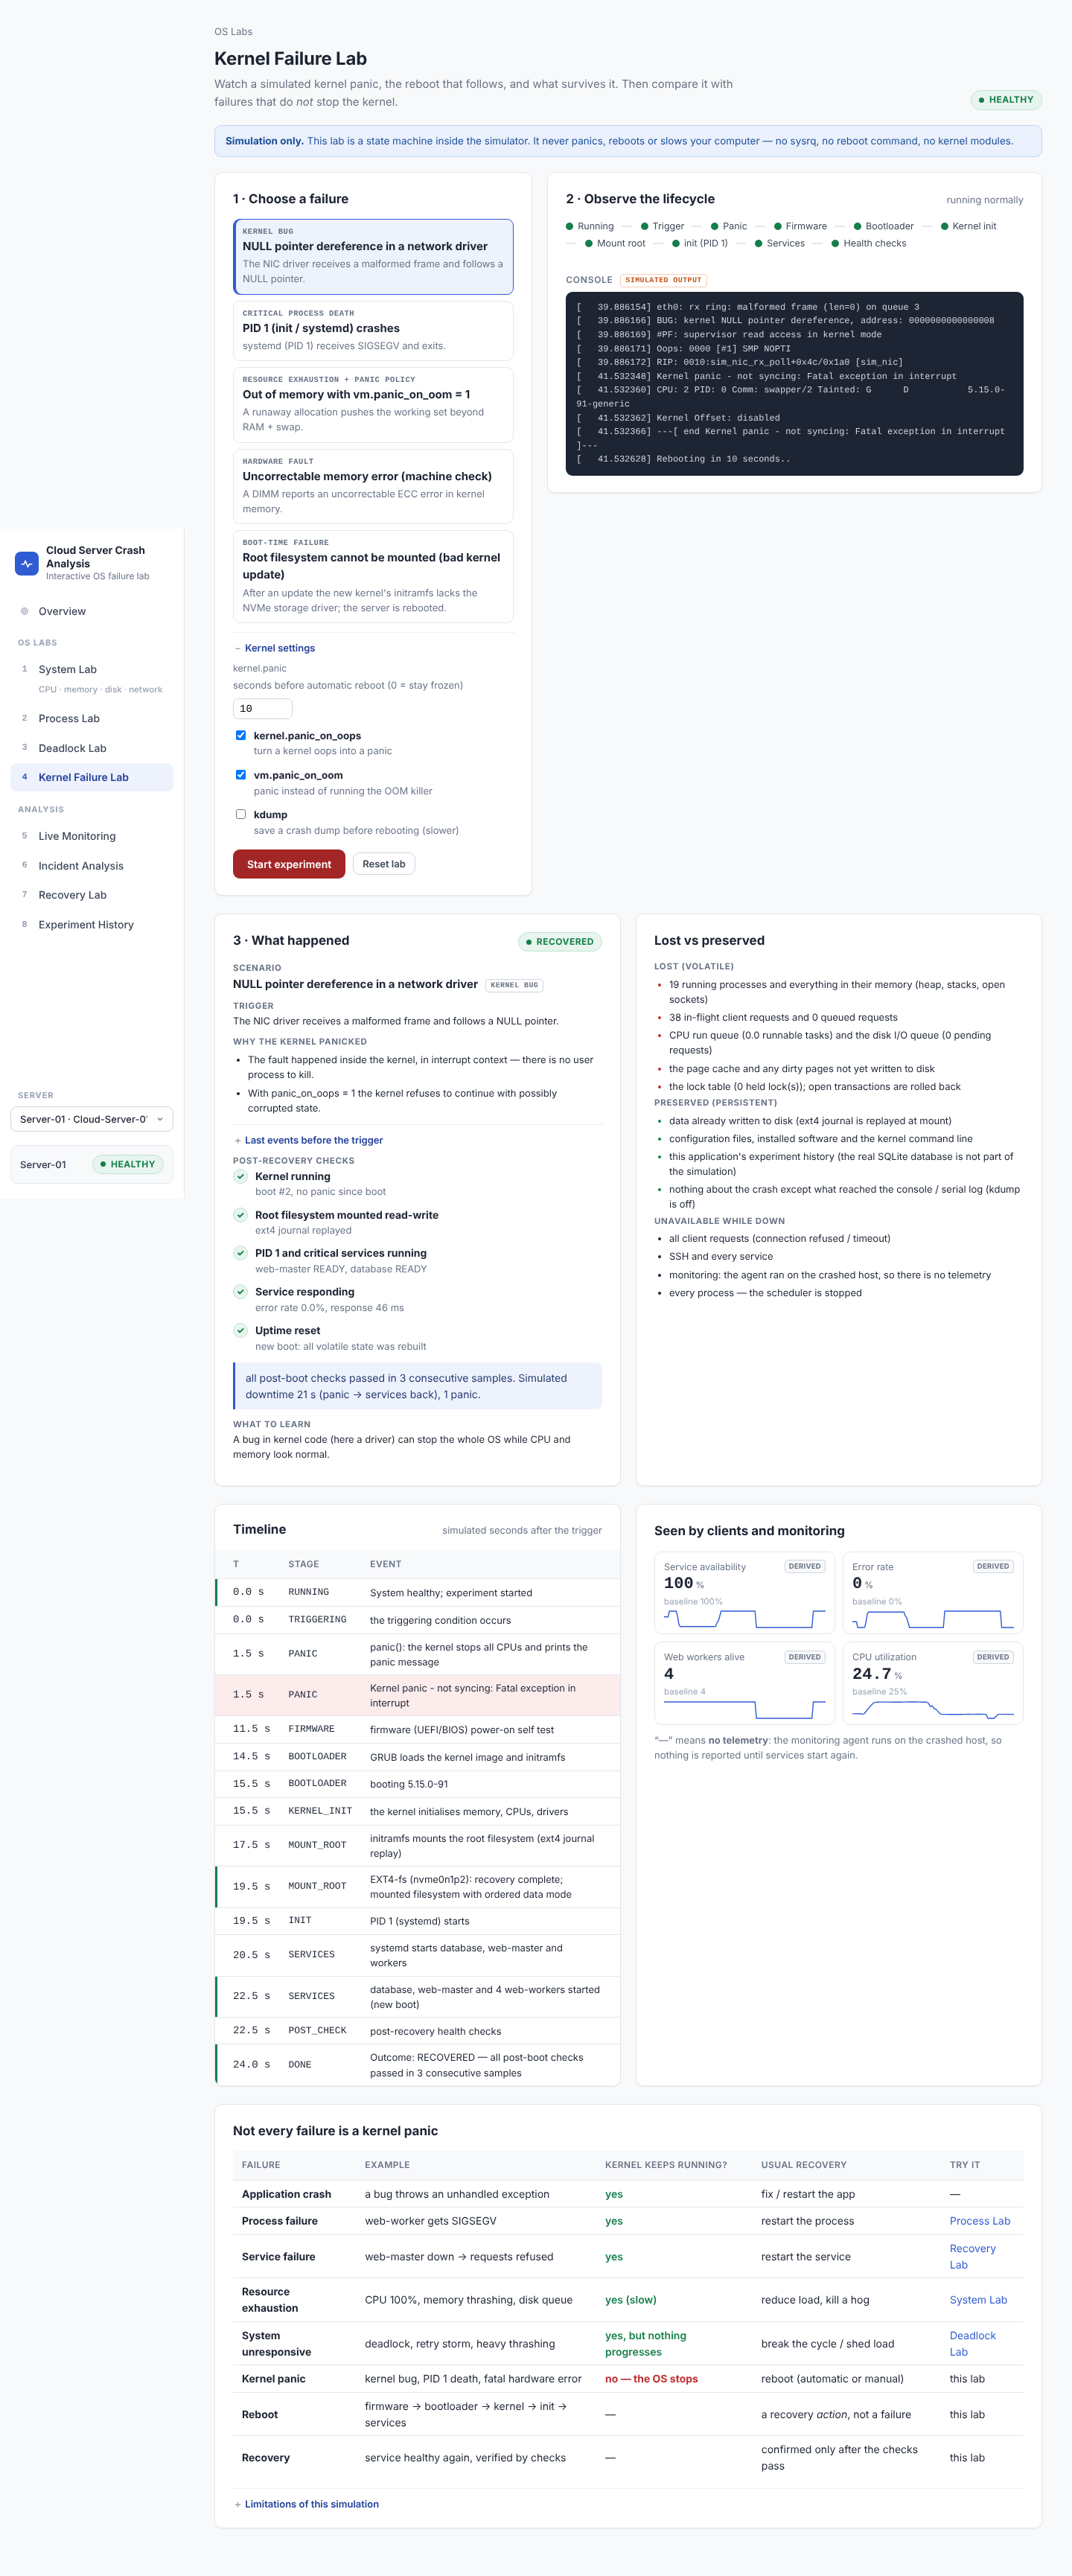 OS Labs
Kernel Failure Lab
Watch a simulated kernel panic, the reboot that follows, and what survives it. Then compare it with
failures that do not stop the kernel.
HEALTHY
Simulation only. This lab is a state machine inside the simulator. It never panics, reboots or slows your computer — no sysrq, no reboot command, no kernel modules.
1 · Choose a failure
KERNEL BUG
NULL pointer dereference in a network driver
The NIC driver receives a malformed frame and follows a
NULL pointer.
CRITICAL PROCESS DEATH
PID 1 (init / systemd) crashes
systemd (PID 1) receives SIGSEGV and exits.
RESOURCE EXHAUSTION + PANIC POLICY
Out of memory with vm.panic_on_oom = 1
A runaway allocation pushes the working set beyond
RAM + swap.
HARDWARE FAULT
Uncorrectable memory error (machine check)
A DIMM reports an uncorrectable ECC error in kernel
memory.
BOOT-TIME FAILURE
Root filesystem cannot be mounted (bad kernel
update)
After an update the new kernel's initramfs lacks the
NVMe storage driver; the server is rebooted.
− Kernel settings
kernel.panic
seconds before automatic reboot (0 = stay frozen)
10
kernel.panic_on_oops
turn a kernel oops into a panic
vm.panic_on_oom
panic instead of running the OOM killer
kdump
save a crash dump before rebooting (slower)
Start experiment
Reset lab
2 · Observe the lifecycle
running normally
Running — Trigger — Panic — Firmware — Bootloader — Kernel init
— Mount root — init (PID 1) — Services — Health checks
CONSOLE SIMULATED OUTPUT
[   39.886154] eth0: rx ring: malformed frame (len=0) on queue 3
[   39.886166] BUG: kernel NULL pointer dereference, address: 0000000000000008
[   39.886169] #PF: supervisor read access in kernel mode
[   39.886171] Oops: 0000 [#1] SMP NOPTI
[   39.886172] RIP: 0010:sim_nic_rx_poll+0x4c/0x1a0 [sim_nic]
[   41.532348] Kernel panic - not syncing: Fatal exception in interrupt
[   41.532360] CPU: 2 PID: 0 Comm: swapper/2 Tainted: G      D           5.15.0-
91-generic
[   41.532362] Kernel Offset: disabled
[   41.532366] ---[ end Kernel panic - not syncing: Fatal exception in interrupt
]---
[   41.532628] Rebooting in 10 seconds..
Cloud Server Crash
Analysis
Interactive OS failure lab
Overview
OS LABS
1 System Lab
CPU · memory · disk · network
2 Process Lab
3 Deadlock Lab
4 Kernel Failure Lab
ANALYSIS
5 Live Monitoring
6 Incident Analysis
7 Recovery Lab
8 Experiment History
SERVER
Server-01 · Cloud-Server-0
Server-01
HEALTHY
3 · What happened
RECOVERED
SCENARIO
NULL pointer dereference in a network driver KERNEL BUG
TRIGGER
The NIC driver receives a malformed frame and follows a NULL pointer.
WHY THE KERNEL PANICKED
• The fault happened inside the kernel, in interrupt context — there is no user
process to kill.
• With panic_on_oops = 1 the kernel refuses to continue with possibly
corrupted state.
+ Last events before the trigger
POST-RECOVERY CHECKS
Kernel running
boot #2, no panic since boot
Root filesystem mounted read-write
ext4 journal replayed
PID 1 and critical services running
web-master READY, database READY
Service responding
error rate 0.0%, response 46 ms
Uptime reset
new boot: all volatile state was rebuilt
all post-boot checks passed in 3 consecutive samples. Simulated
downtime 21 s (panic → services back), 1 panic.
WHAT TO LEARN
A bug in kernel code (here a driver) can stop the whole OS while CPU and
memory look normal.
Lost vs preserved
LOST (VOLATILE)
• 19 running processes and everything in their memory (heap, stacks, open
sockets)
• 38 in-flight client requests and 0 queued requests
• CPU run queue (0.0 runnable tasks) and the disk I/O queue (0 pending
requests)
• the page cache and any dirty pages not yet written to disk
• the lock table (0 held lock(s)); open transactions are rolled back
PRESERVED (PERSISTENT)
• data already written to disk (ext4 journal is replayed at mount)
• configuration files, installed software and the kernel command line
• this application's experiment history (the real SQLite database is not part of
the simulation)
• nothing about the crash except what reached the console / serial log (kdump
is off)
UNAVAILABLE WHILE DOWN
• all client requests (connection refused / timeout)
• SSH and every service
• monitoring: the agent ran on the crashed host, so there is no telemetry
• every process — the scheduler is stopped
Timeline
simulated seconds after the trigger
T STAGE EVENT
0.0 s RUNNING System healthy; experiment started
0.0 s TRIGGERING the triggering condition occurs
1.5 s PANIC panic(): the kernel stops all CPUs and prints the
panic message
1.5 s PANIC Kernel panic - not syncing: Fatal exception in
interrupt
11.5 s FIRMWARE firmware (UEFI/BIOS) power-on self test
14.5 s BOOTLOADER GRUB loads the kernel image and initramfs
15.5 s BOOTLOADER booting 5.15.0-91
15.5 s KERNEL_INIT the kernel initialises memory, CPUs, drivers
17.5 s MOUNT_ROOT initramfs mounts the root filesystem (ext4 journal
replay)
19.5 s MOUNT_ROOT EXT4-fs (nvme0n1p2): recovery complete;
mounted filesystem with ordered data mode
19.5 s INIT PID 1 (systemd) starts
20.5 s SERVICES systemd starts database, web-master and
workers
22.5 s SERVICES database, web-master and 4 web-workers started
(new boot)
22.5 s POST_CHECK post-recovery health checks
24.0 s DONE Outcome: RECOVERED — all post-boot checks
passed in 3 consecutive samples
Seen by clients and monitoring
Service availability DERIVED
100 %
baseline 100%
Error rate DERIVED
0 %
baseline 0%
Web workers alive DERIVED
4
baseline 4
CPU utilization DERIVED
24.7 %
baseline 25%
“—” means no telemetry: the monitoring agent runs on the crashed host, so
nothing is reported until services start again.
Not every failure is a kernel panic
FAILURE EXAMPLE KERNEL KEEPS RUNNING? USUAL RECOVERY TRY IT
Application crash a bug throws an unhandled exception yes fix / restart the app —
Process failure web-worker gets SIGSEGV yes restart the process Process Lab
Service failure web-master down → requests refused yes restart the service Recovery
Lab
Resource
exhaustion CPU 100%, memory thrashing, disk queue yes (slow) reduce load, kill a hog System Lab
System
unresponsive deadlock, retry storm, heavy thrashing yes, but nothing
progresses break the cycle / shed load Deadlock
Lab
Kernel panic kernel bug, PID 1 death, fatal hardware error no — the OS stops reboot (automatic or manual) this lab
Reboot firmware → bootloader → kernel → init →
services — a recovery action, not a failure this lab
Recovery service healthy again, verified by checks — confirmed only after the checks
pass this lab
+ Limitations of this simulation